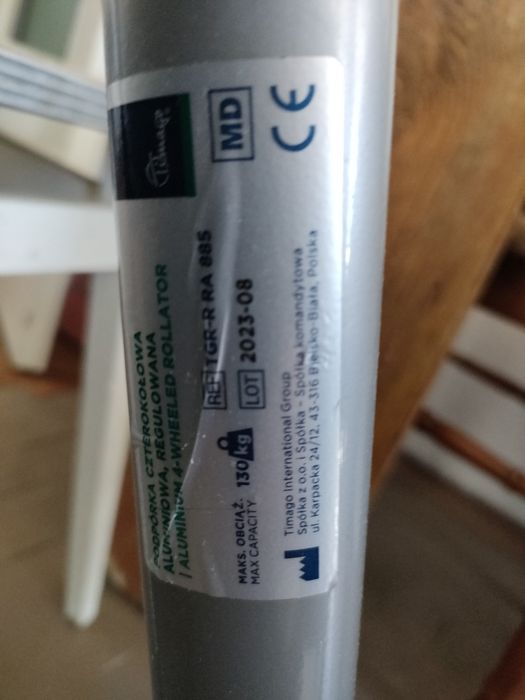 Timago
PODPÓRKA CZTEROKOŁOWA
ALUMINIOWA, REGULOWANA
| ALUMINIUM 4-WHEELED ROLLATOR
MD
REF TGR-R RA 885
LOT 2023-08
CE
MAKS. OBCIĄŻ.
MAX CAPACITY
130 kg
Timago International Group
Spółka z o.o. i Spółka - Spółka komandytowa
ul. Karpacka 24/12, 43-316 Bielsko-Biała, Polska